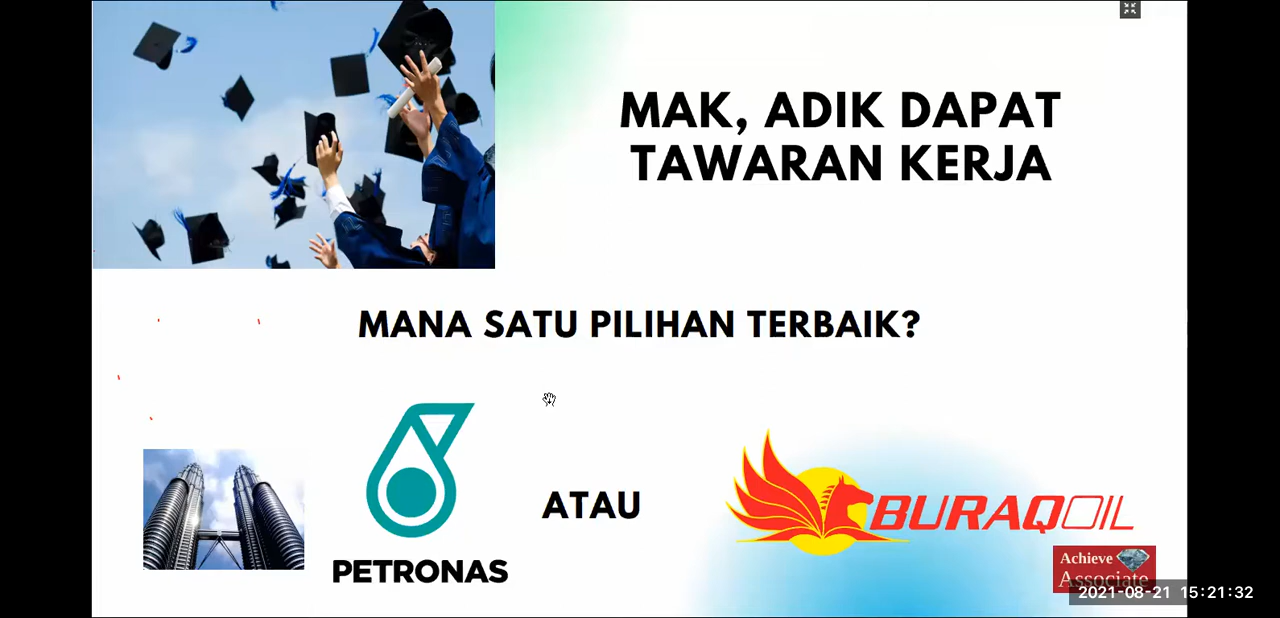 MAK, ADIK DAPAT
TAWARAN KERJA
MANA SATU PILIHAN TERBAIK?
ATAU
BURAQOIL
PETRONAS
Achieve
Associate
2021-08-21 15:21:32